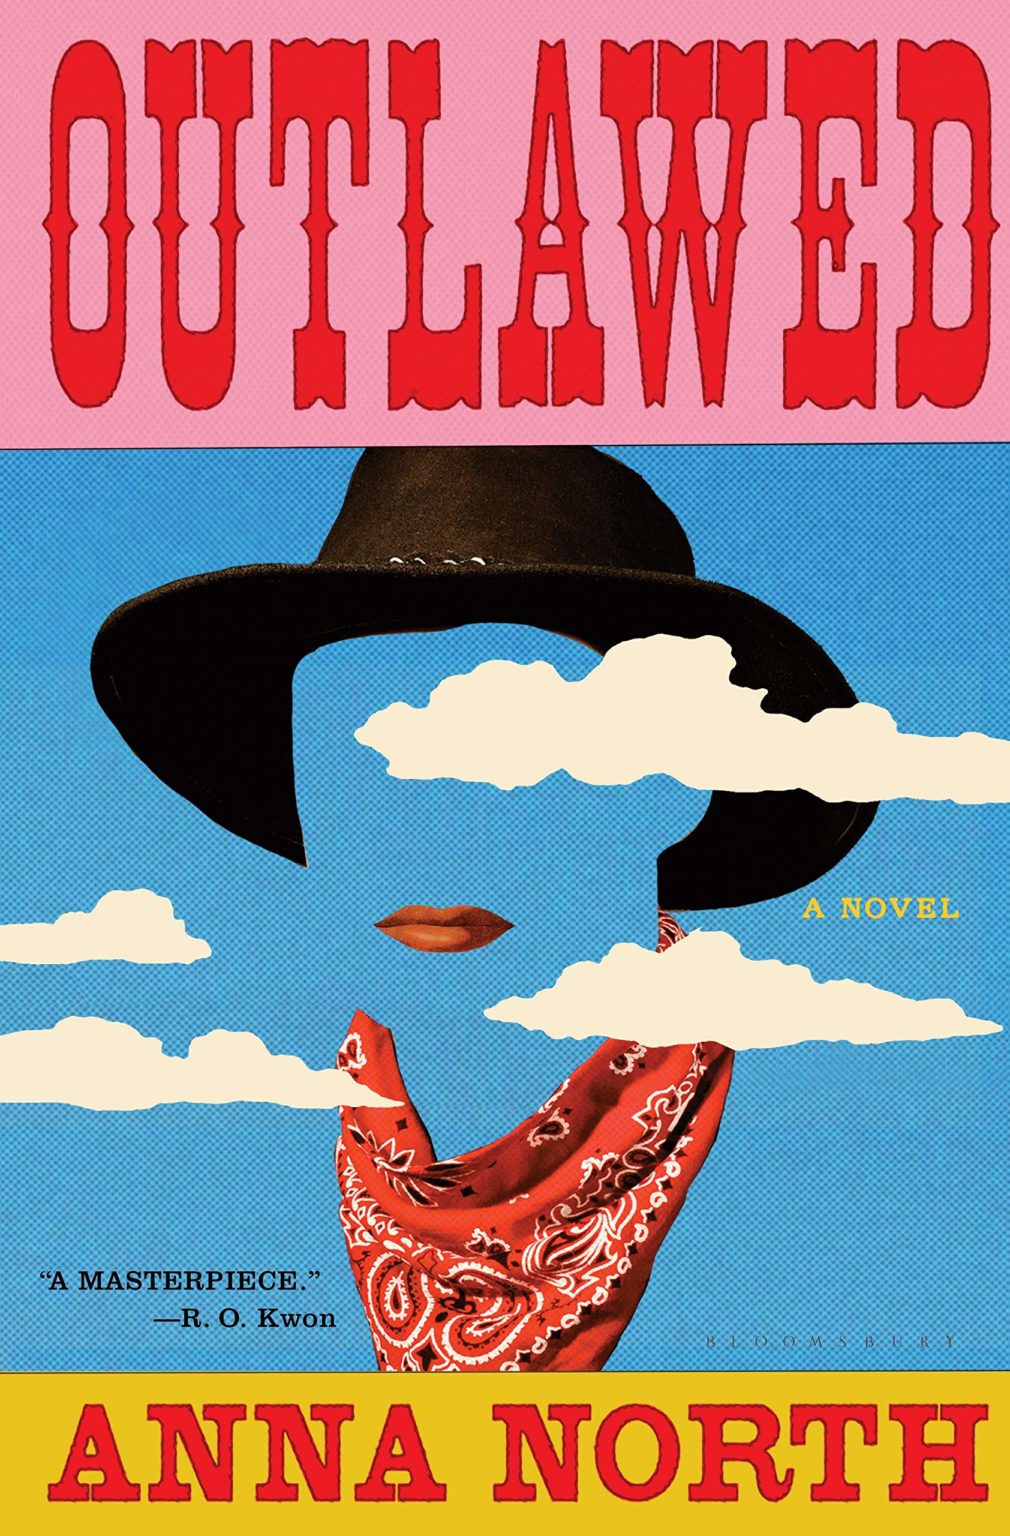 OUTLAWED
A NOVEL
“A MASTERPIECE.”
—R. O. Kwon
BLOOMSBURY
ANNA NORTH